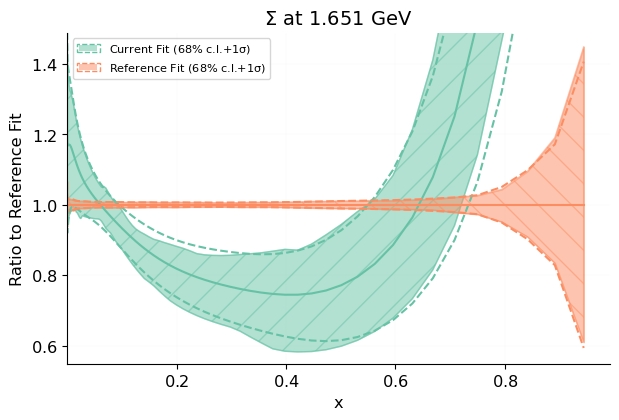 Σ at 1.651 GeV
Current Fit (68% c.l.+1σ)
Reference Fit (68% c.l.+1σ)
Ratio to Reference Fit
1.4
1.2
1.0
0.8
0.6
0.2
0.4
0.6
0.8
x